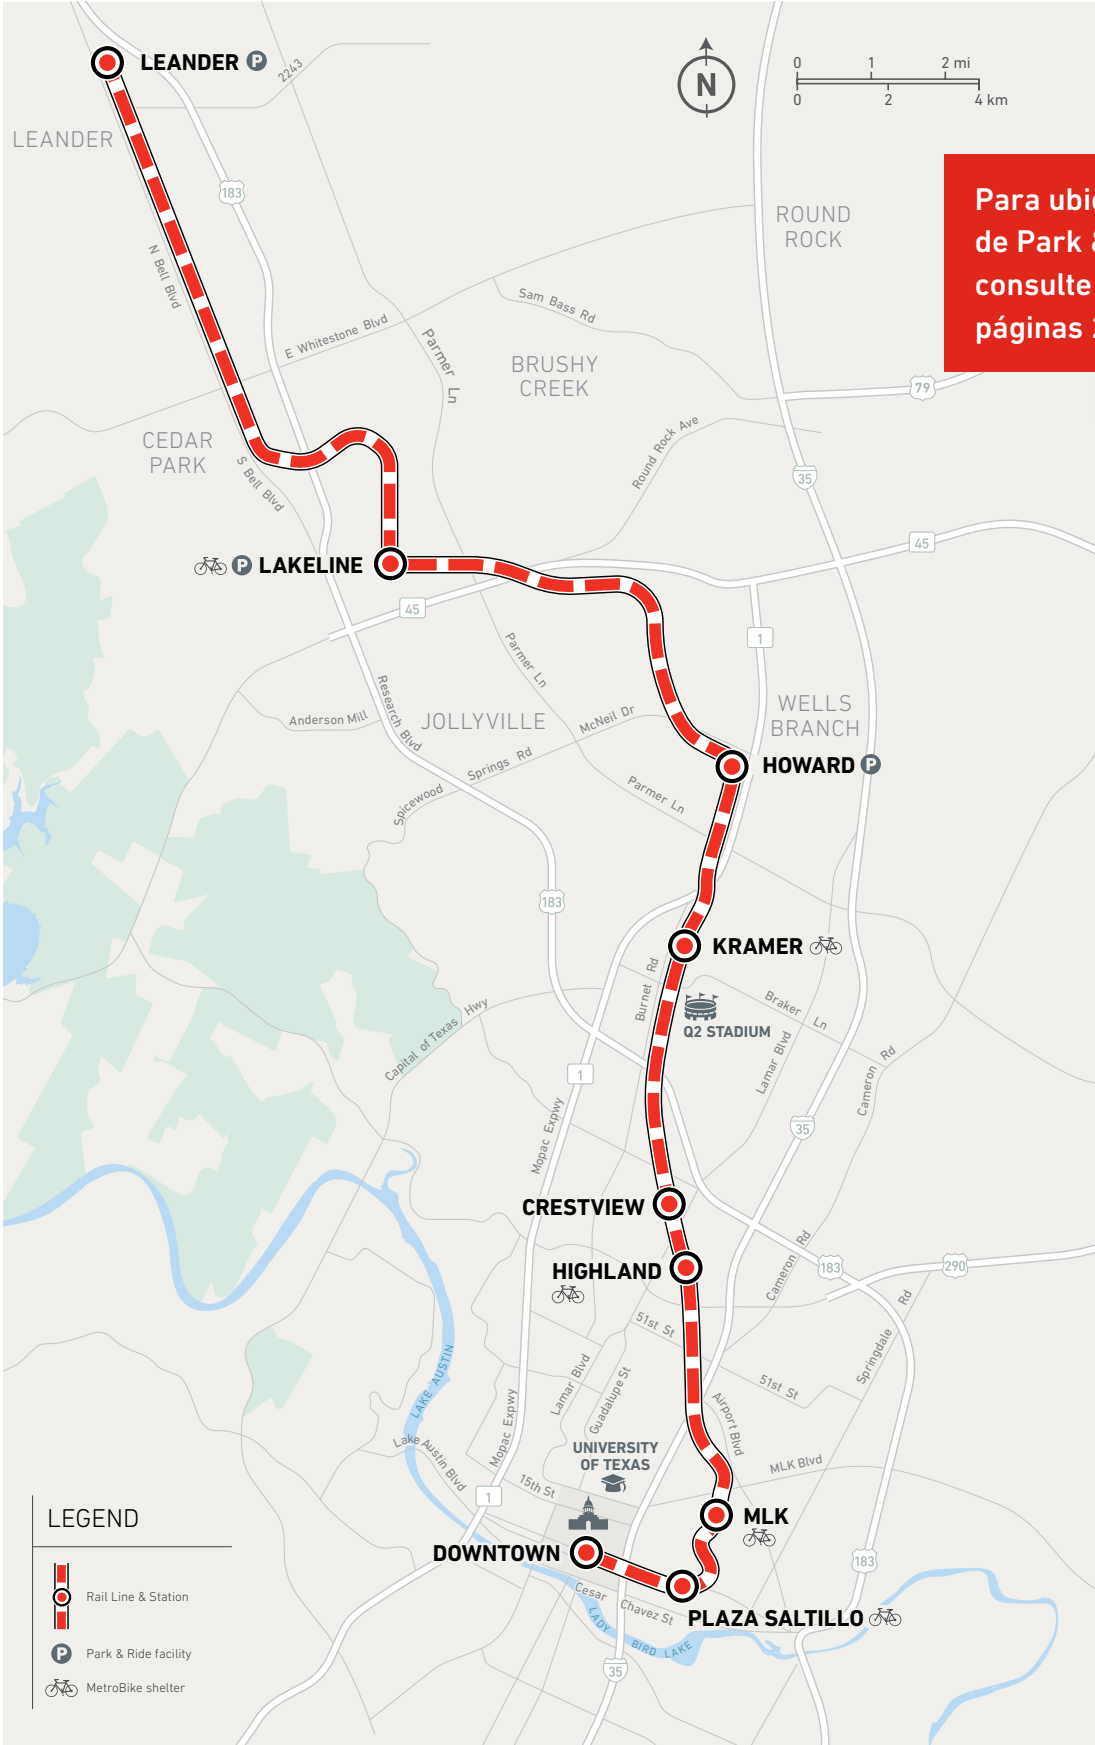 LEANDER P
2243
N
0 1 2 mi
0 2 4 km
LEANDER
183
ROUND
ROCK
Para
de Park
consulte
páginas
N Bell Blvd
Sam Bass Rd
E Whitestone Blvd
Parmer Ln
BRUSHY
CREEK
79
CEDAR
PARK
Round Rock Ave
S Bell Blvd
35
45
P LAKELINE
45
1
Parmer Ln
Research Blvd
Anderson Mill
JOLLYVILLE
McNeil Dr
WELLS
BRANCH
Spicewood Springs Rd
HOWARD P
Parmer Ln
183
KRAMER
Burnet Rd
Braker Ln
Capital of Texas Hwy
Q2 STADIUM
Lamar Blvd
Cameron Rd
1
Mopac Expwy
35
CRESTVIEW
HIGHLAND
Cameron Rd
183
290
51st St
Springdale Rd
LAKE AUSTIN
Lamar Blvd
Guadalupe St
51st St
Mopac Expwy
Airport Blvd
Lake Austin Blvd
UNIVERSITY
OF TEXAS
MLK Blvd
15th St
1
MLK
DOWNTOWN
183
Cesar Chavez St
PLAZA SALTILLO
LADY BIRD LAKE
35
LEGEND
Rail Line & Station
P Park & Ride facility
MetroBike shelter